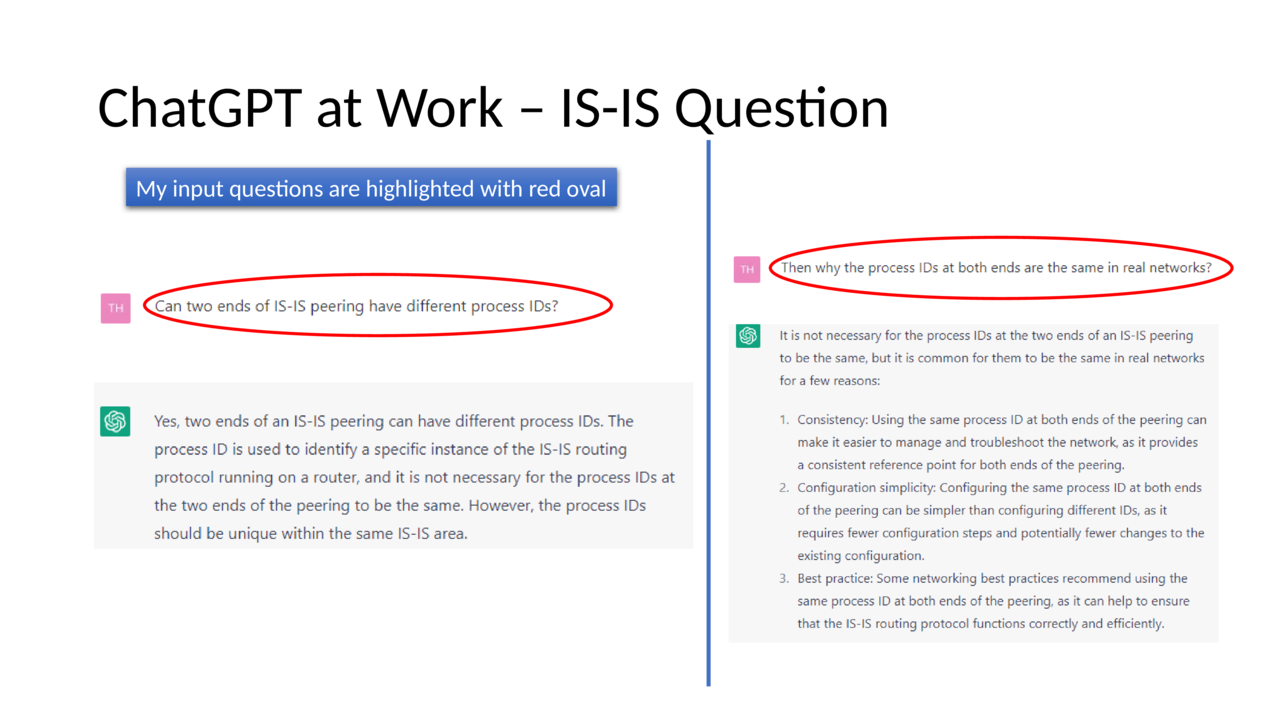 ChatGPT at Work – IS-IS Question
My input questions are highlighted with red oval
TH
Can two ends of IS-IS peering have different process IDs?
Yes, two ends of an IS-IS peering can have different process IDs. The
process ID is used to identify a specific instance of the IS-IS routing
protocol running on a router, and it is not necessary for the process IDs at
the two ends of the peering to be the same. However, the process IDs
should be unique within the same IS-IS area.
TH
Then why the process IDs at both ends are the same in real networks?
It is not necessary for the process IDs at the two ends of an IS-IS peering
to be the same, but it is common for them to be the same in real networks
for a few reasons:
1. Consistency: Using the same process ID at both ends of the peering can
make it easier to manage and troubleshoot the network, as it provides
a consistent reference point for both ends of the peering.
2. Configuration simplicity: Configuring the same process ID at both ends
of the peering can be simpler than configuring different IDs, as it
requires fewer configuration steps and potentially fewer changes to the
existing configuration.
3. Best practice: Some networking best practices recommend using the
same process ID at both ends of the peering, as it can help to ensure
that the IS-IS routing protocol functions correctly and efficiently.